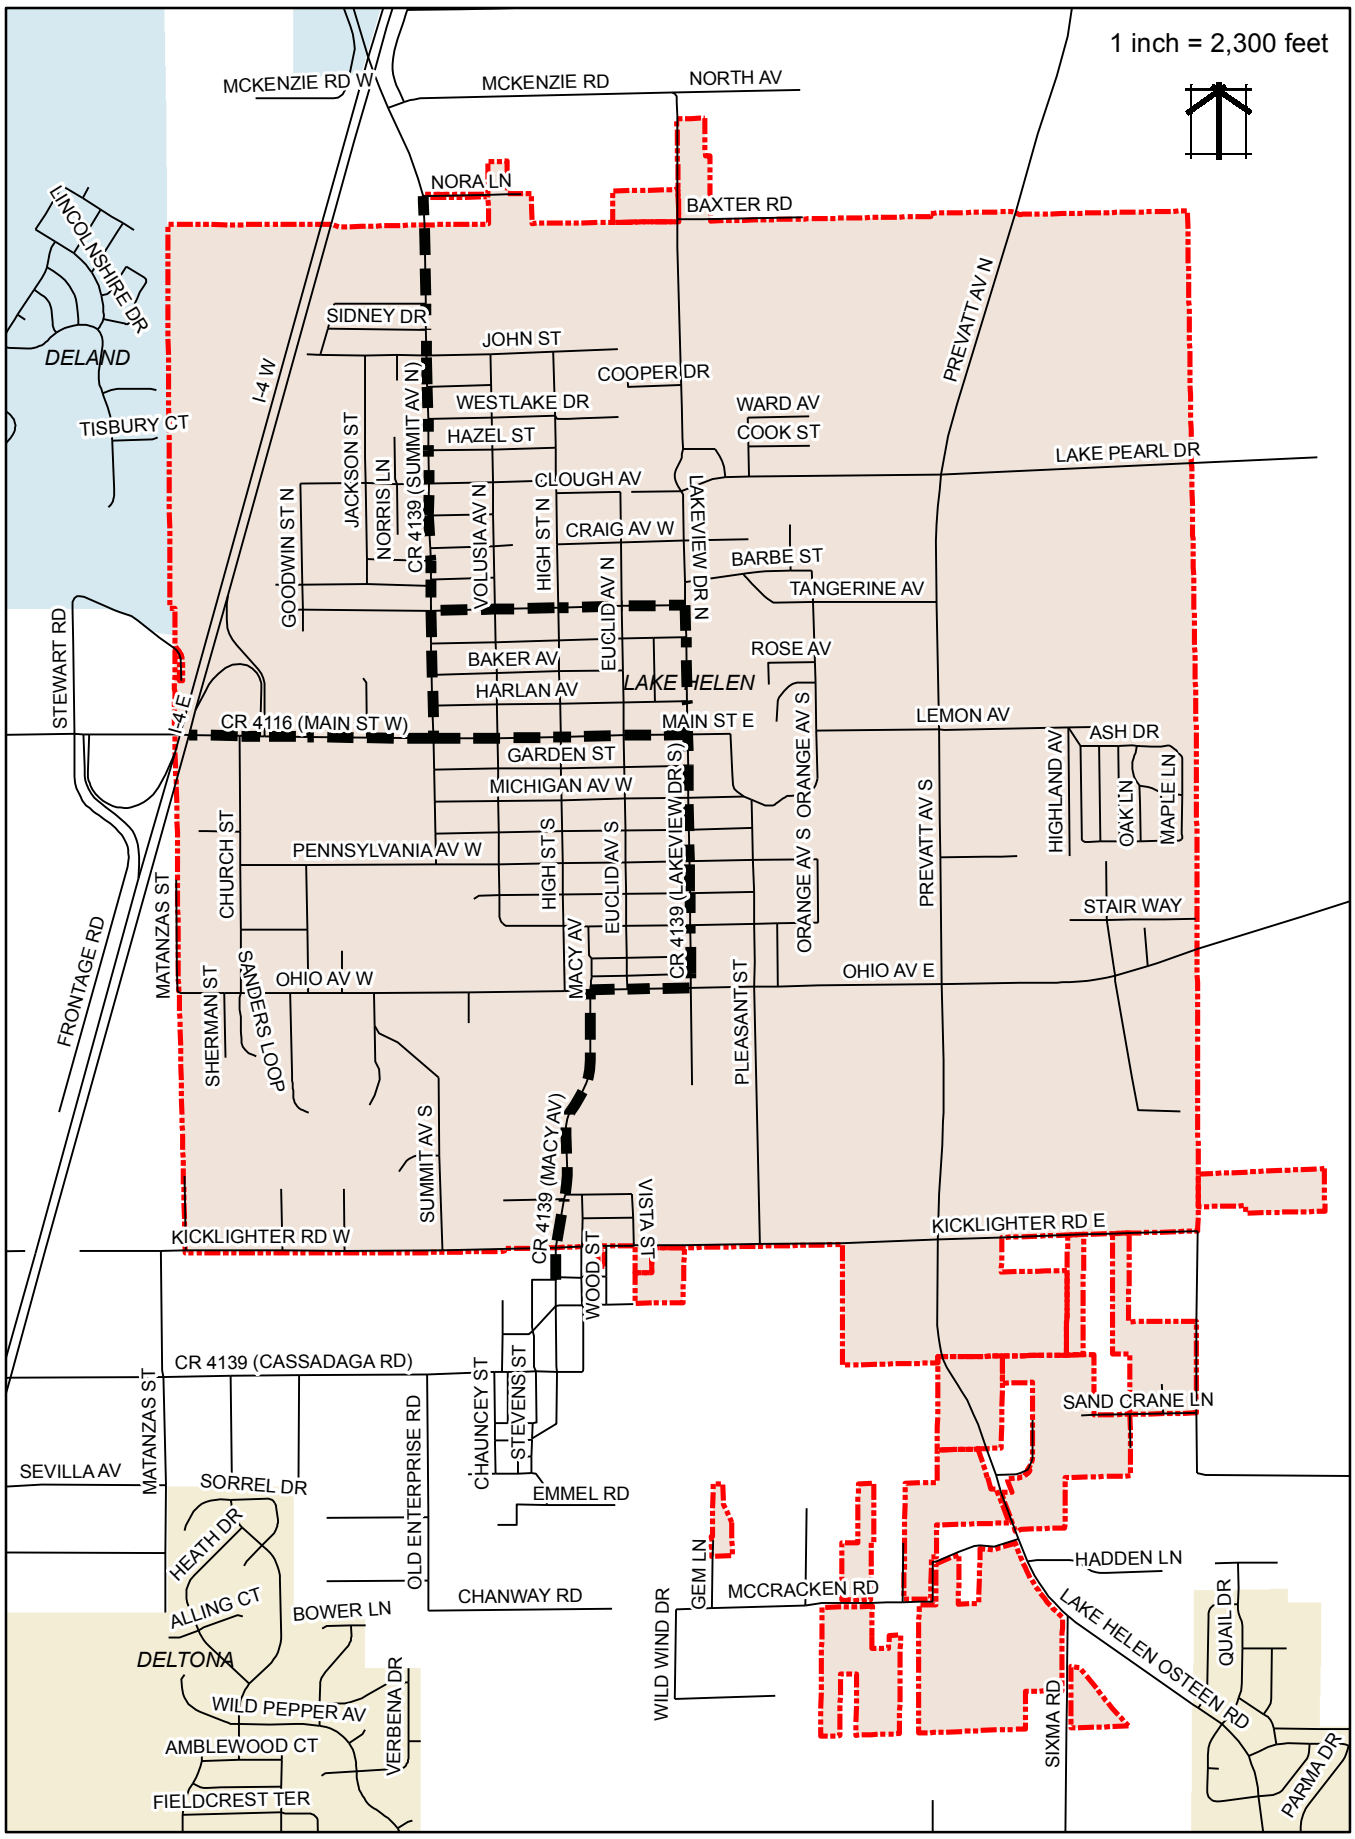 1 inch = 2,300 feet
MCKENZIE RD W
MCKENZIE RD
NORTH AV
NORA LN
BAXTER RD
LINCOLNSHIRE DR
PREVATT AV N
SIDNEY DR
JOHN ST
DELAND
I-4 W
COOPER DR
WESTLAKE DR
WARD AV
TISBURY CT
HAZEL ST
COOK ST
JACKSON ST
NORRIS LN
CR 4139 (SUMMIT AV N)
LAKE PEARL DR
CLOUGH AV
GOODWIN ST N
VOLUSIA AV N
HIGH ST N
CRAIG AV W
LAKEVIEW DR N
BARBE ST
EUCLID AV N
TANGERINE AV
STEWART RD
BAKER AV
ROSE AV
HARLAN AV
LAKE HELEN
I-4 E
CR 4116 (MAIN ST W)
MAIN ST E
ORANGE AV S
LEMON AV
GARDEN ST
HIGHLAND AV
ASH DR
MICHIGAN AV W
OAK LN
MAPLE LN
CHURCH ST
PENNSYLVANIA AV W
HIGH ST S
EUCLID AV S
CR 4139 (LAKEVIEW DR S)
ORANGE AV S
PREVATT AV S
MATANZAS ST
STAIR WAY
FRONTAGE RD
SHERMAN ST
SANDERS LOOP
OHIO AV W
MACY AV
PLEASANT ST
OHIO AV E
SUMMIT AV S
CR 4139 (MACY AV)
VISTA ST
KICKLIGHTER RD W
WOOD ST
KICKLIGHTER RD E
CR 4139 (CASSADAGA RD)
MATANZAS ST
OLD ENTERPRISE RD
CHAUNCEY ST
STEVENS ST
SAND CRANE LN
SEVILLA AV
SORREL DR
EMMEL RD
HEATH DR
GEM LN
HADDEN LN
ALLING CT
BOWER LN
CHANWAY RD
MCCRACKEN RD
LAKE HELEN OSTEEN RD
QUAIL DR
DELTONA
WILD WIND DR
VERBENA DR
WILD PEPPER AV
SIXMA RD
AMBLEWOOD CT
PARMA DR
FIELDCREST TER